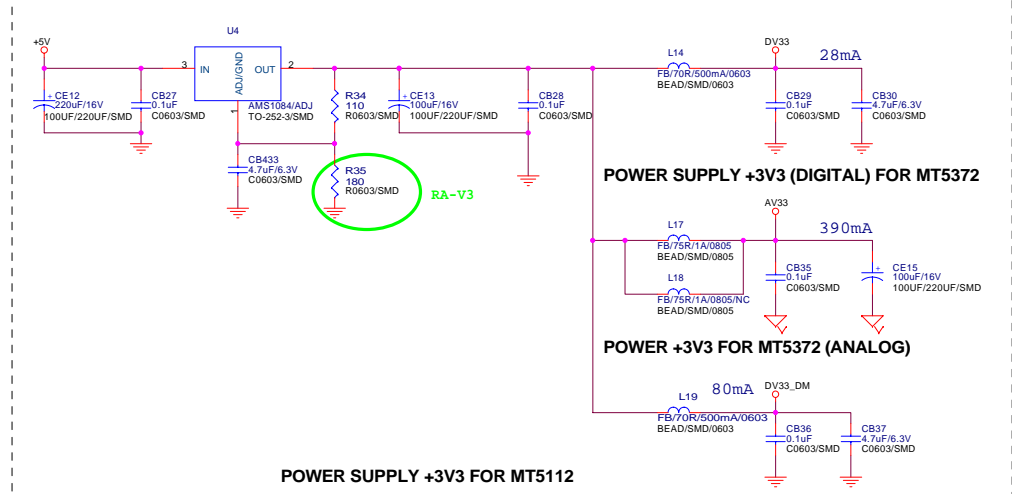 +5V
CE12
220uF/16V
100UF/220UF/SMD
CB27
0.1uF
C0603/SMD
U4
3
IN
ADJ/GND
OUT
2
1
AMS1084/ADJ
TO-252-3/SMD
R34
110
R0603/SMD
CE13
100uF/16V
100UF/220UF/SMD
CB28
0.1uF
C0603/SMD
CB433
4.7uF/6.3V
C0603/SMD
R35
180
R0603/SMD
RA-V3
L14
FB/70R/500mA/0603
BEAD/SMD/0603
DV33
28mA
CB29
0.1uF
C0603/SMD
CB30
4.7uF/6.3V
C0603/SMD
POWER SUPPLY +3V3 (DIGITAL) FOR MT5372
L17
FB/75R/1A/0805
BEAD/SMD/0805
L18
FB/75R/1A/0805/NC
BEAD/SMD/0805
AV33
390mA
CB35
0.1uF
C0603/SMD
CE15
100uF/16V
100UF/220UF/SMD
POWER +3V3 FOR MT5372 (ANALOG)
L19
FB/70R/500mA/0603
BEAD/SMD/0603
80mA
DV33_DM
CB36
0.1uF
C0603/SMD
CB37
4.7uF/6.3V
C0603/SMD
POWER SUPPLY +3V3 FOR MT5112